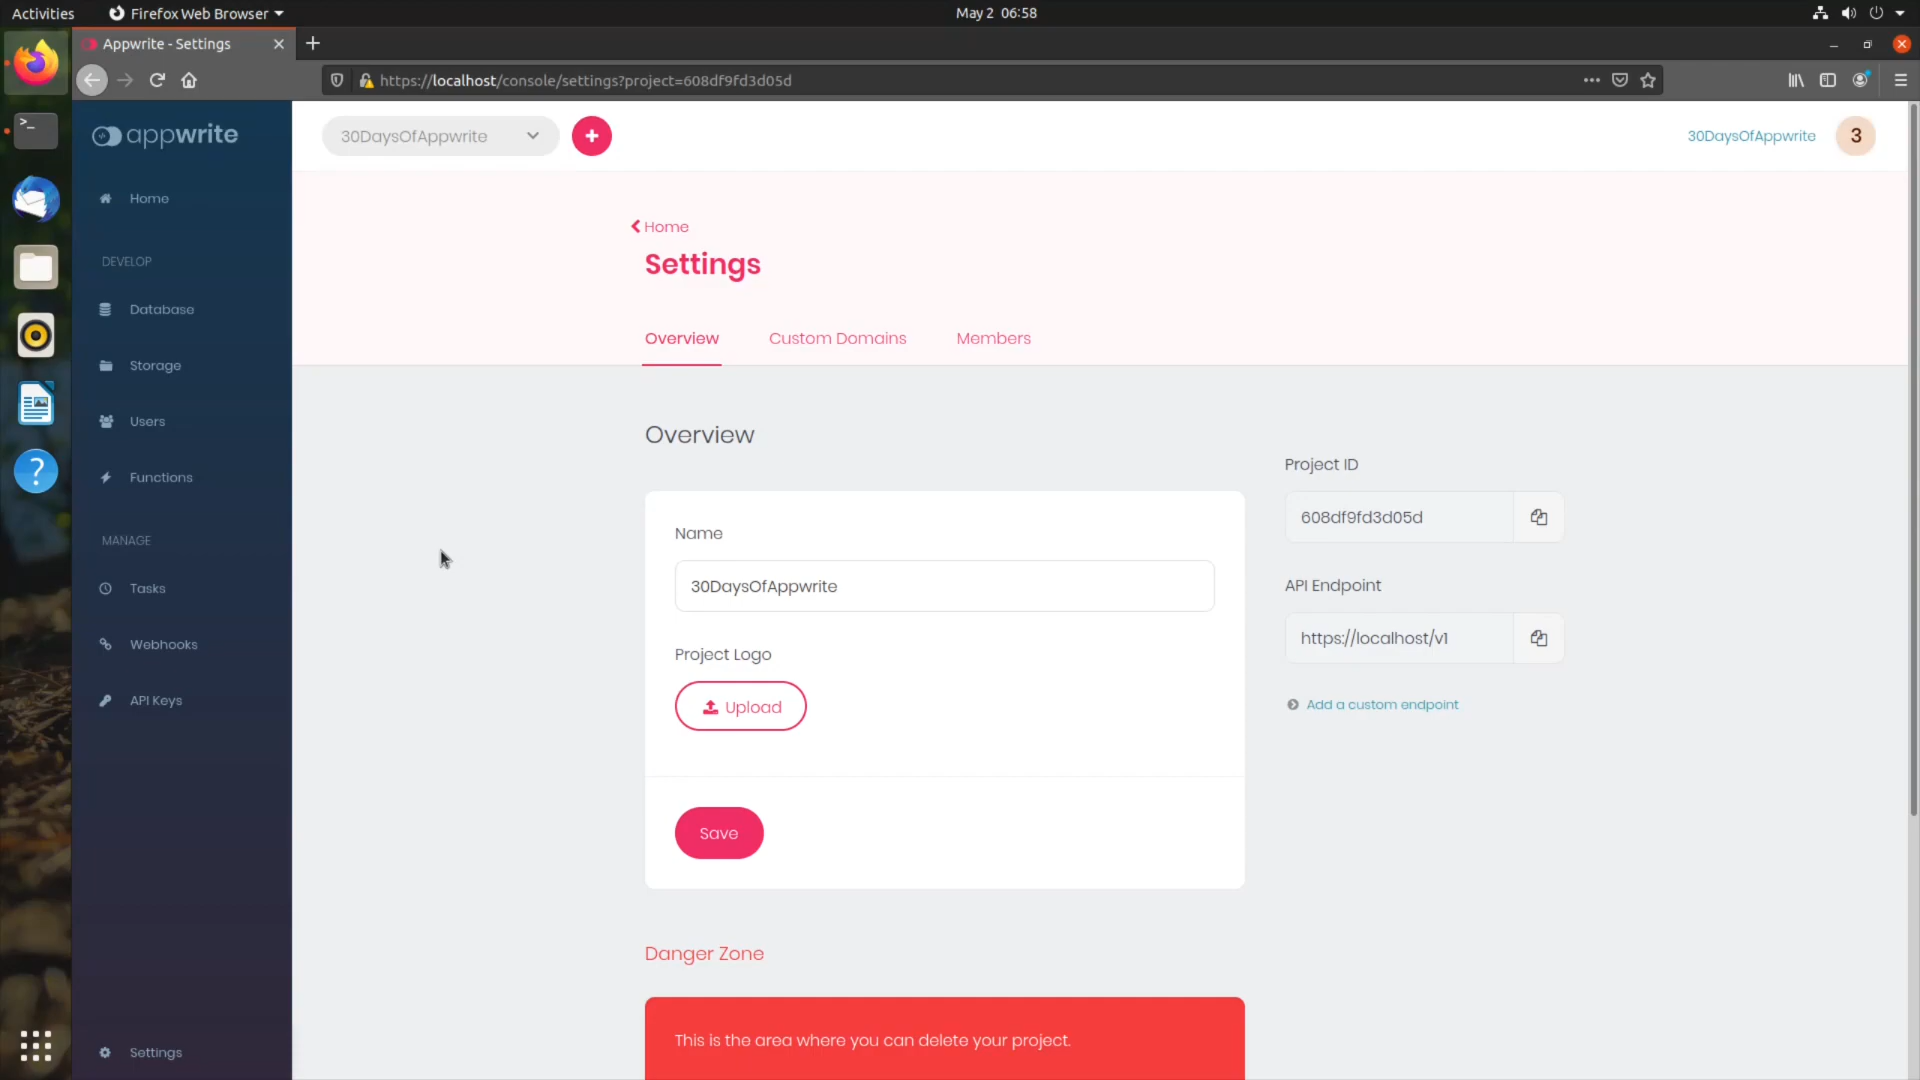 Activities
Firefox Web Browser
May 2 06:58
Appwrite - Settings
https://localhost/console/settings?project=608df9fd3d05d
appwrite
30DaysOfAppwrite
30DaysOfAppwrite
3
Home
DEVELOP
Database
Storage
Users
Functions
MANAGE
Tasks
Webhooks
API Keys
Settings
Home
Settings
Overview
Custom Domains
Members
Overview
Name
30DaysOfAppwrite
Project Logo
Upload
Save
Project ID
608df9fd3d05d
API Endpoint
https://localhost/v1
Add a custom endpoint
Danger Zone
This is the area where you can delete your project.